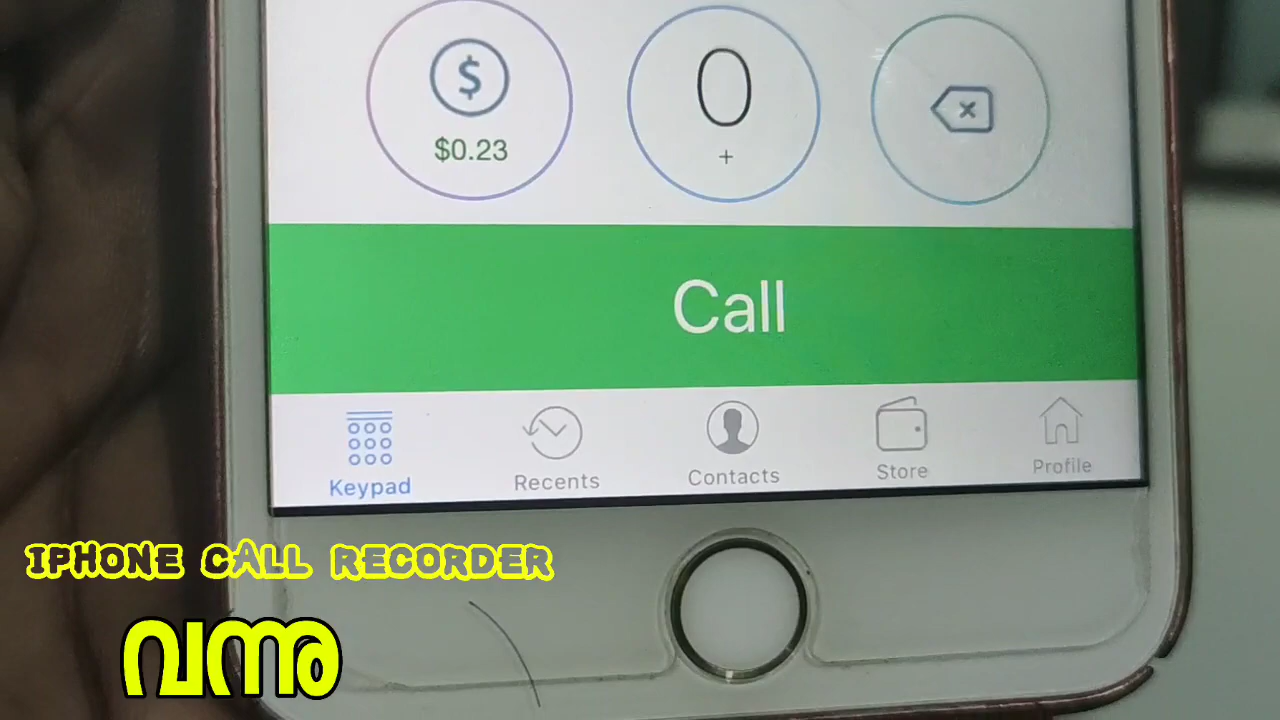 $0.23
0
+
Call
Keypad
Recents
Contacts
Store
Profile
IPHONE CALL RECORDER
വന്നു